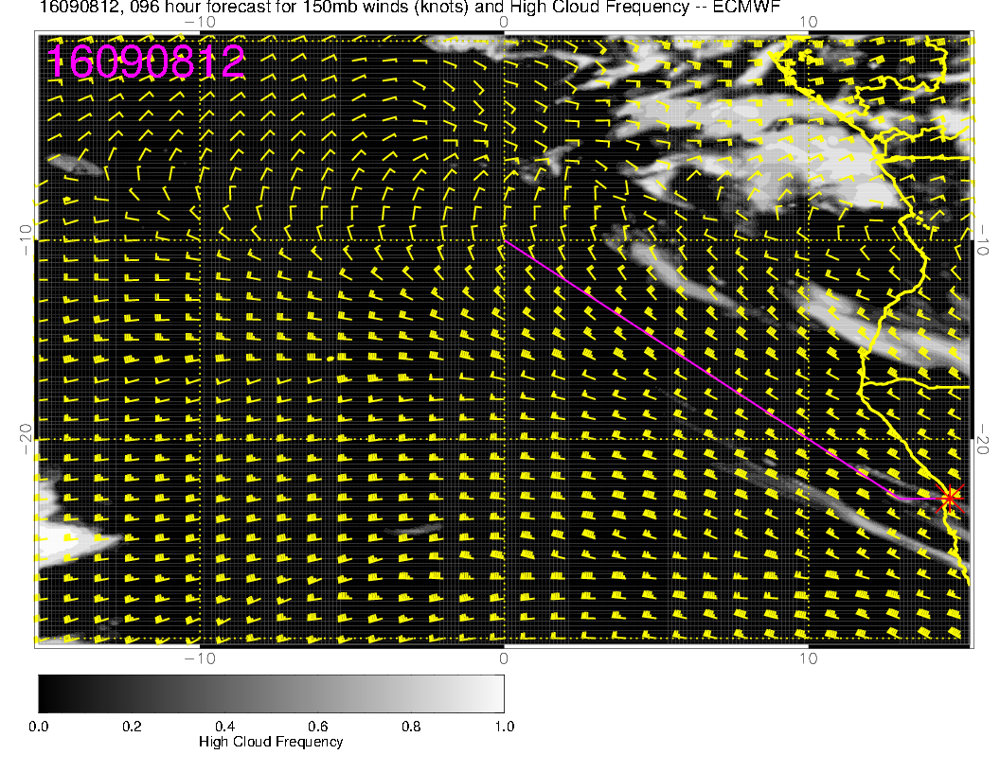 16090812, 096 hour forecast for 150mb winds (knots) and High Cloud Frequency -- ECMWF
−10 0 10
16090812
−10 −10
−20 −20
−10 0 10
0.0 0.2 0.4 0.6 0.8 1.0
High Cloud Frequency